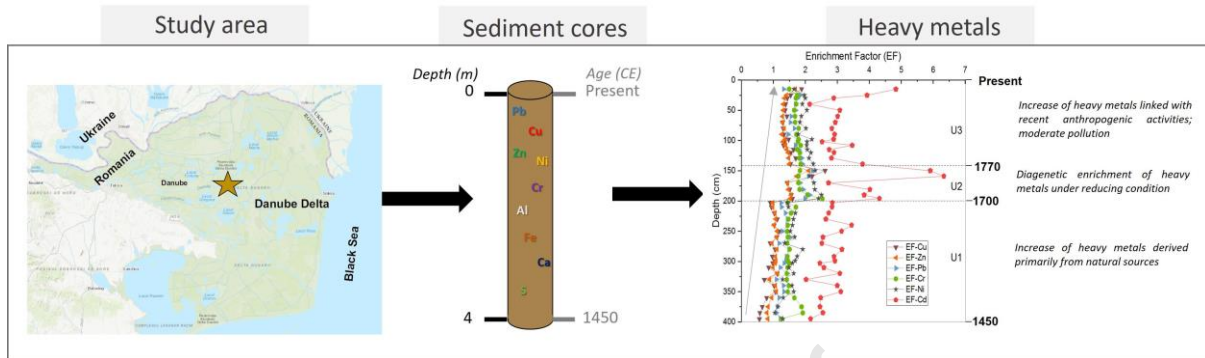 Study area
Sediment cores
Heavy metals
Ukraine
Romania
Danube
Danube Delta
Black Sea
UKRAINE
ROMANIA
Depth (m)
Age (CE)
0
Present
Pb
Cu
Zn
Ni
Cr
Al
Fe
Ca
S
4
1450
Enrichment Factor (EF)
0 1 2 3 4 5 6 7
Depth (cm)
0
50
100
150
200
250
300
350
400
EF-Cu
EF-Zn
EF-Pb
EF-Cr
EF-Ni
EF-Cd
U3
U2
U1
Present
1770
1700
1450
Increase of heavy metals linked with
recent anthropogenic activities;
moderate pollution
Diagenetic enrichment of heavy
metals under reducing condition
Increase of heavy metals derived
primarily from natural sources